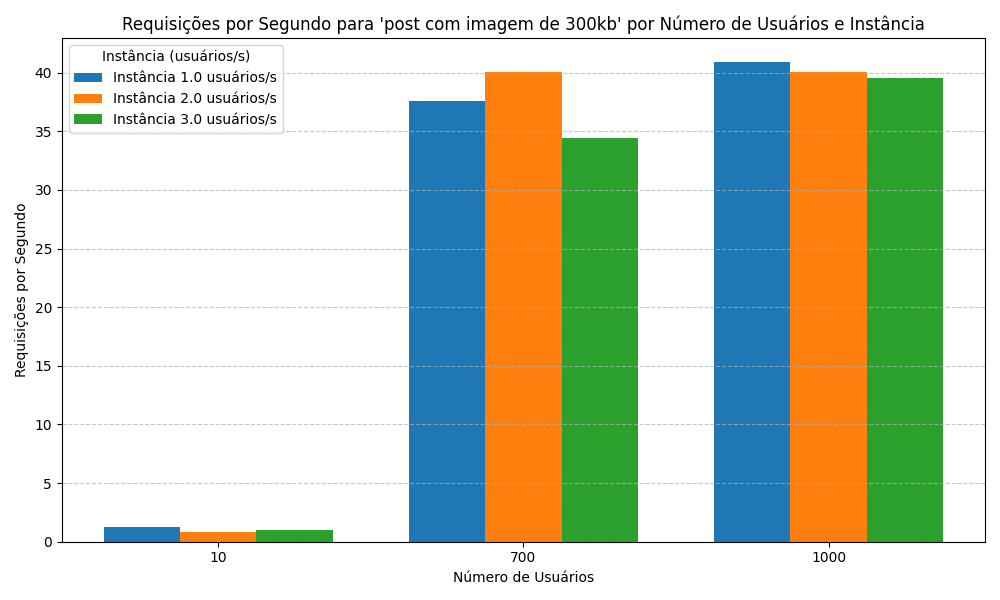 Requisições por Segundo para 'post com imagem de 300kb' por Número de Usuários e Instância
Instância (usuários/s)
Instância 1.0 usuários/s
Instância 2.0 usuários/s
Instância 3.0 usuários/s
Requisições por Segundo
40
35
30
25
20
15
10
5
0
10
700
1000
Número de Usuários